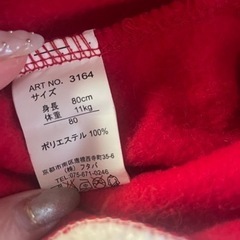 ART NO. 3164
サイズ
身長 80cm
体重 11kg
80
ポリエステル 100%
京都市南区唐橋西寺町35-6
(株)フタバ
TEL 075-671-0246